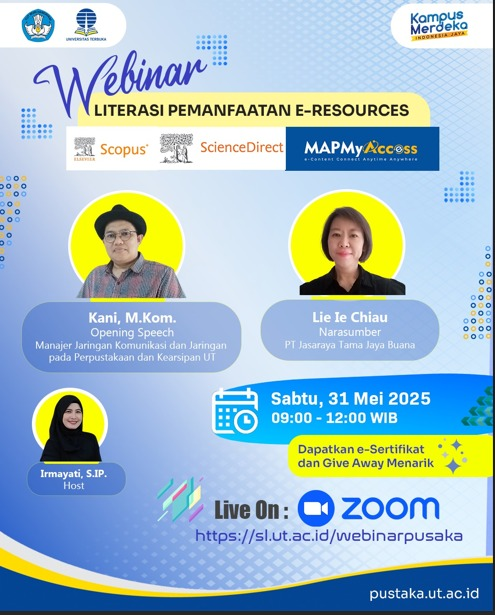 UNIVERSITAS TERBUKA
Kampus
Merdeka
INDONESIA JAYA
Webinar
LITERASI PEMANFAATAN E-RESOURCES
ELSEVIER
Scopus®
ScienceDirect
MAPMyAccess
e-Content Connect Anytime Anywhere
Kani, M.Kom.
Opening Speech
Manajer Jaringan Komunikasi dan Jaringan
pada Perpustakaan dan Kearsipan UT
Lie Ie Chiau
Narasumber
PT Jasaraya Tama Jaya Buana
Sabtu, 31 Mei 2025
09:00 - 12:00 WIB
Dapatkan e-Sertifikat
dan Give Away Menarik
Irmayati, S.IP.
Host
Live On :
zoom
https://sl.ut.ac.id/webinarpusaka
pustaka.ut.ac.id